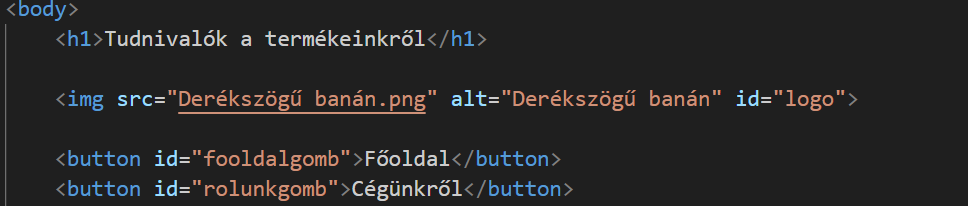 <body>
<h1>Tudnivalók a termékeinkről</h1>
<img src="Derékszögű banán.png" alt="Derékszögű banán" id="logo">
<button id="fooldalgomb">Főoldal</button>
<button id="rolunkgomb">Cégünkről</button>